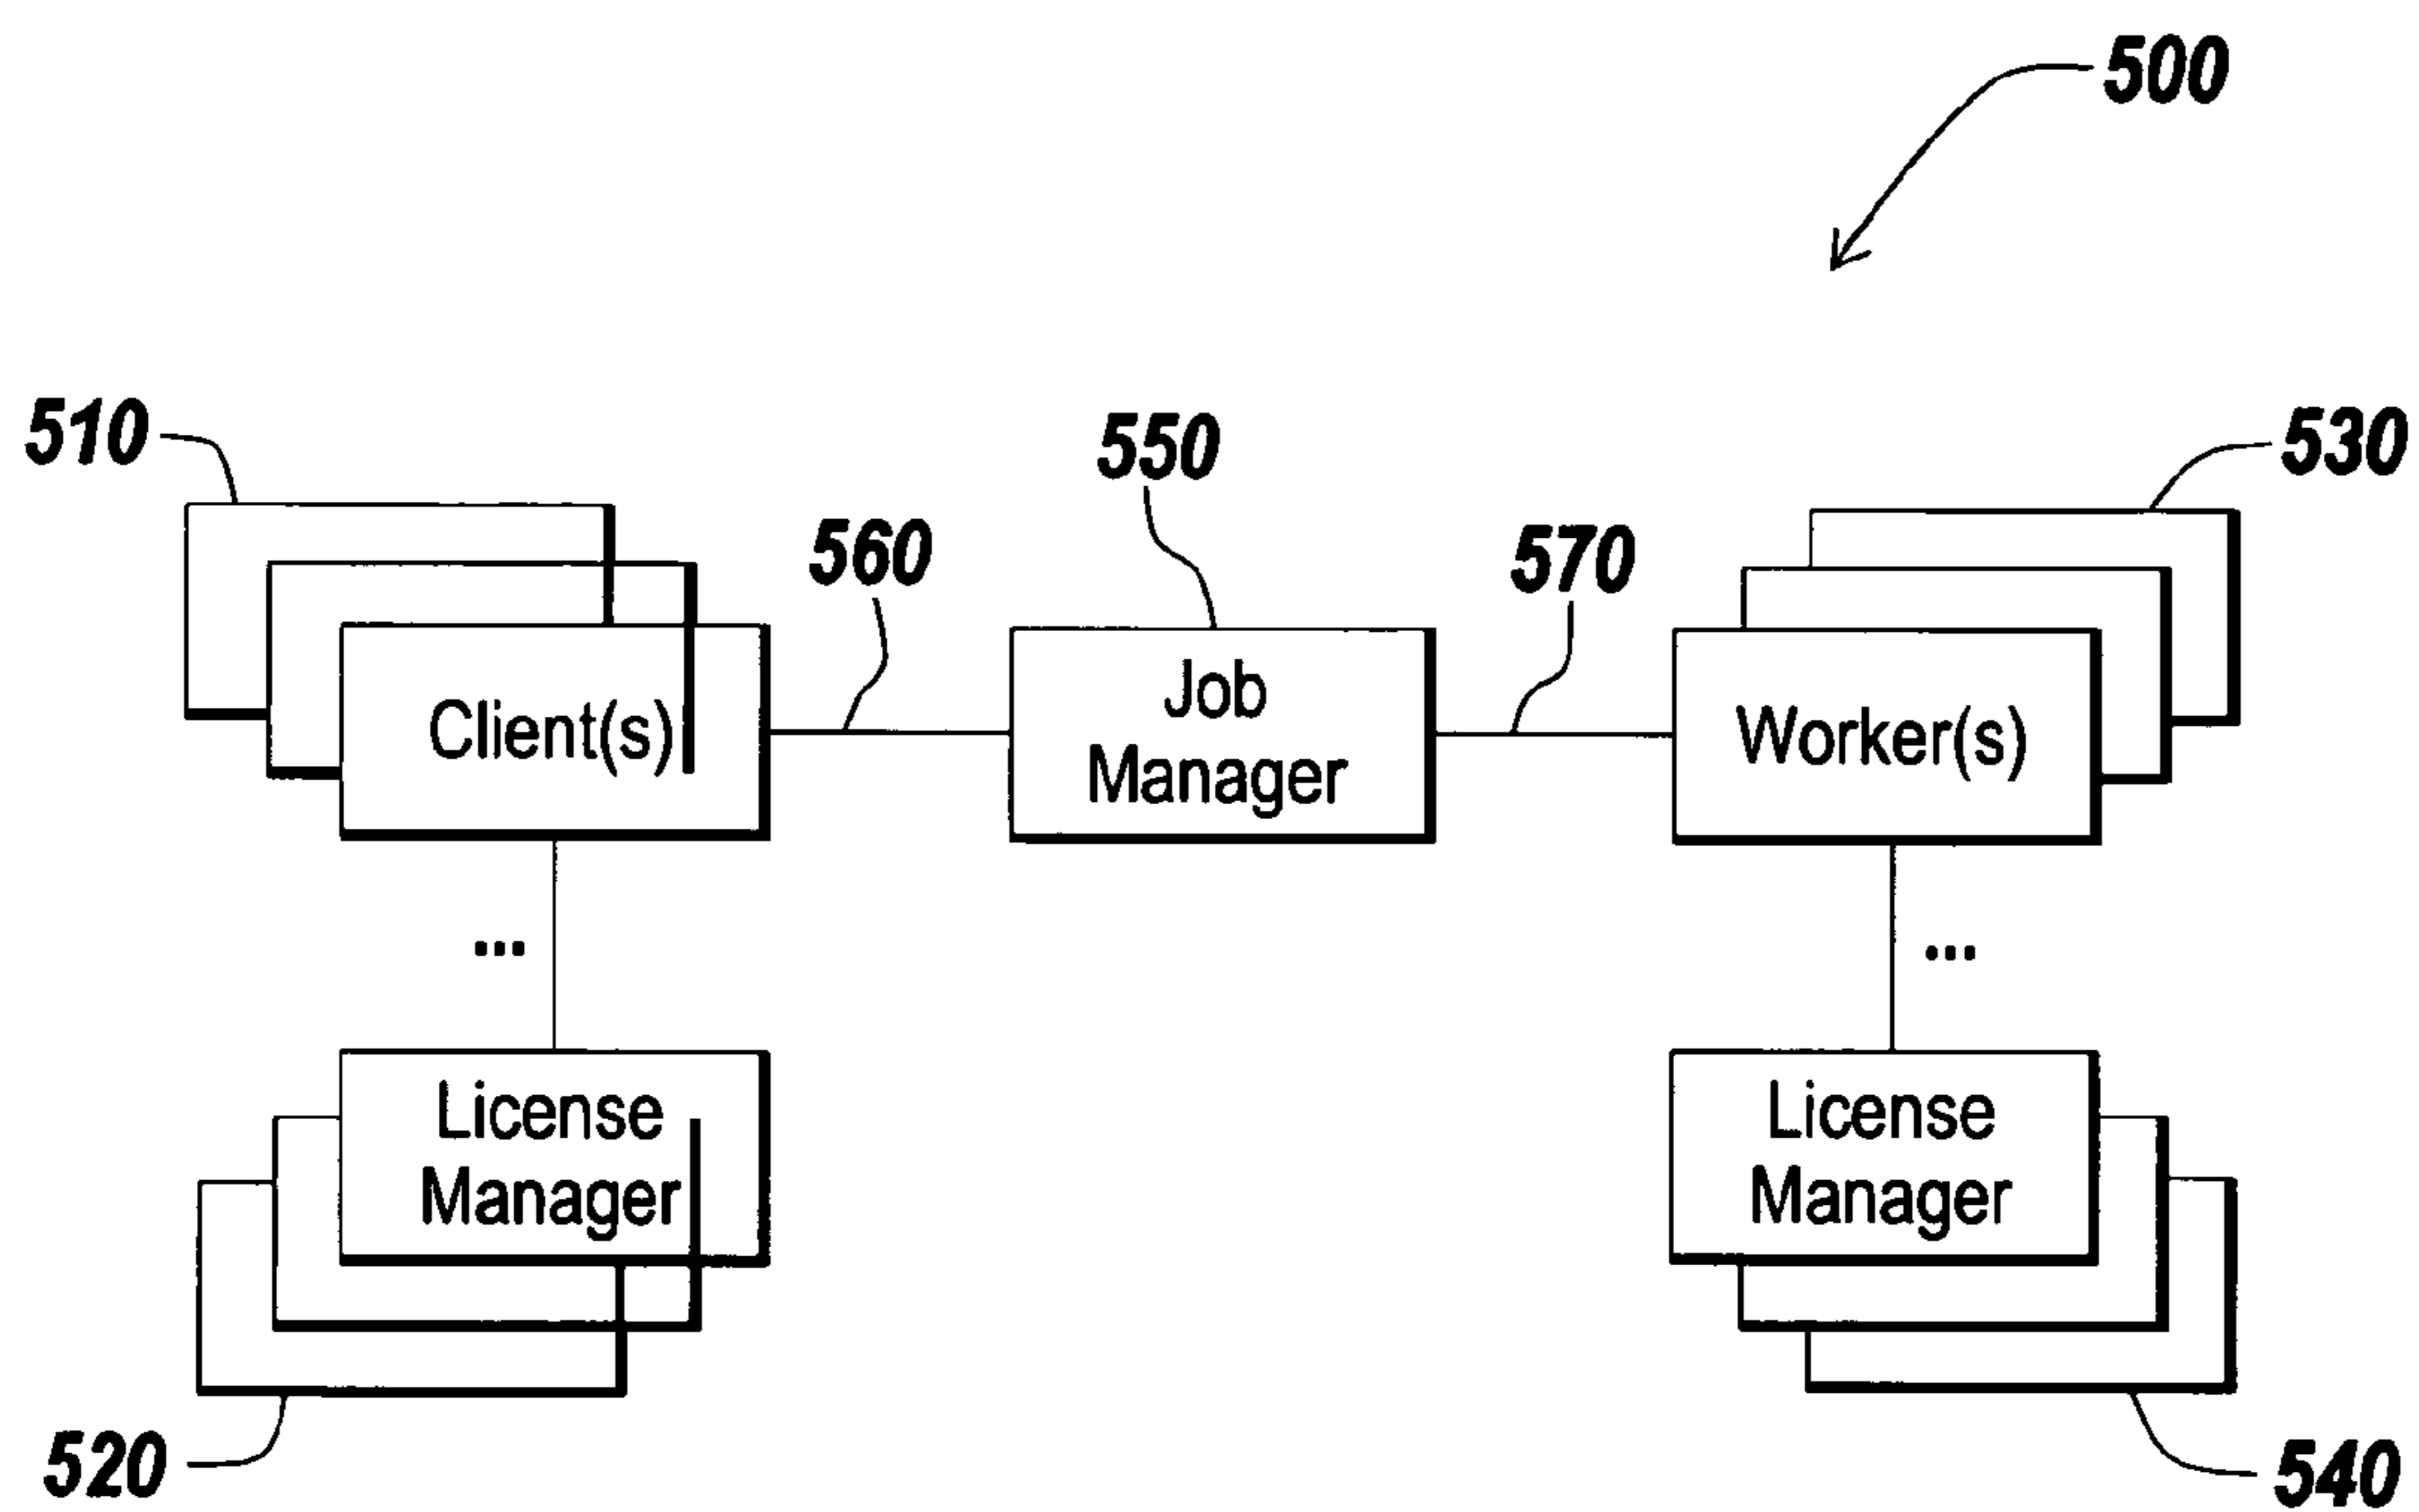 500
510
550
530
560
570
Job
Manager
Client(s)
Worker(s)
...
...
License
Manager
License
Manager
520
540